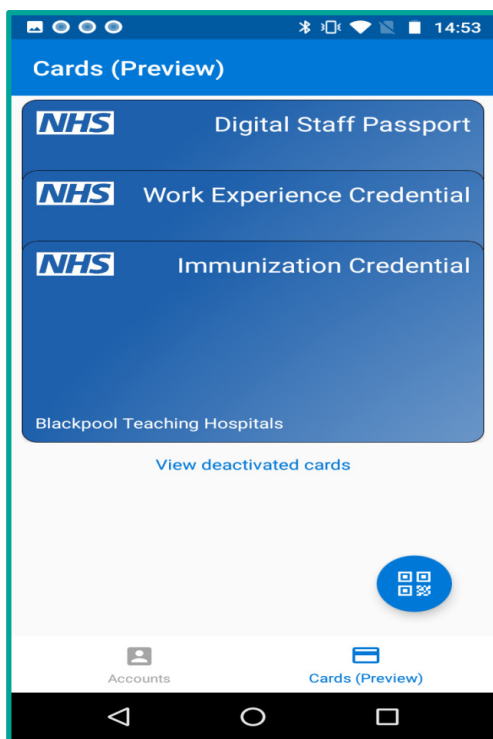 14:53
Cards (Preview)
NHS Digital Staff Passport
NHS Work Experience Credential
NHS Immunization Credential
Blackpool Teaching Hospitals
View deactivated cards
Accounts Cards (Preview)